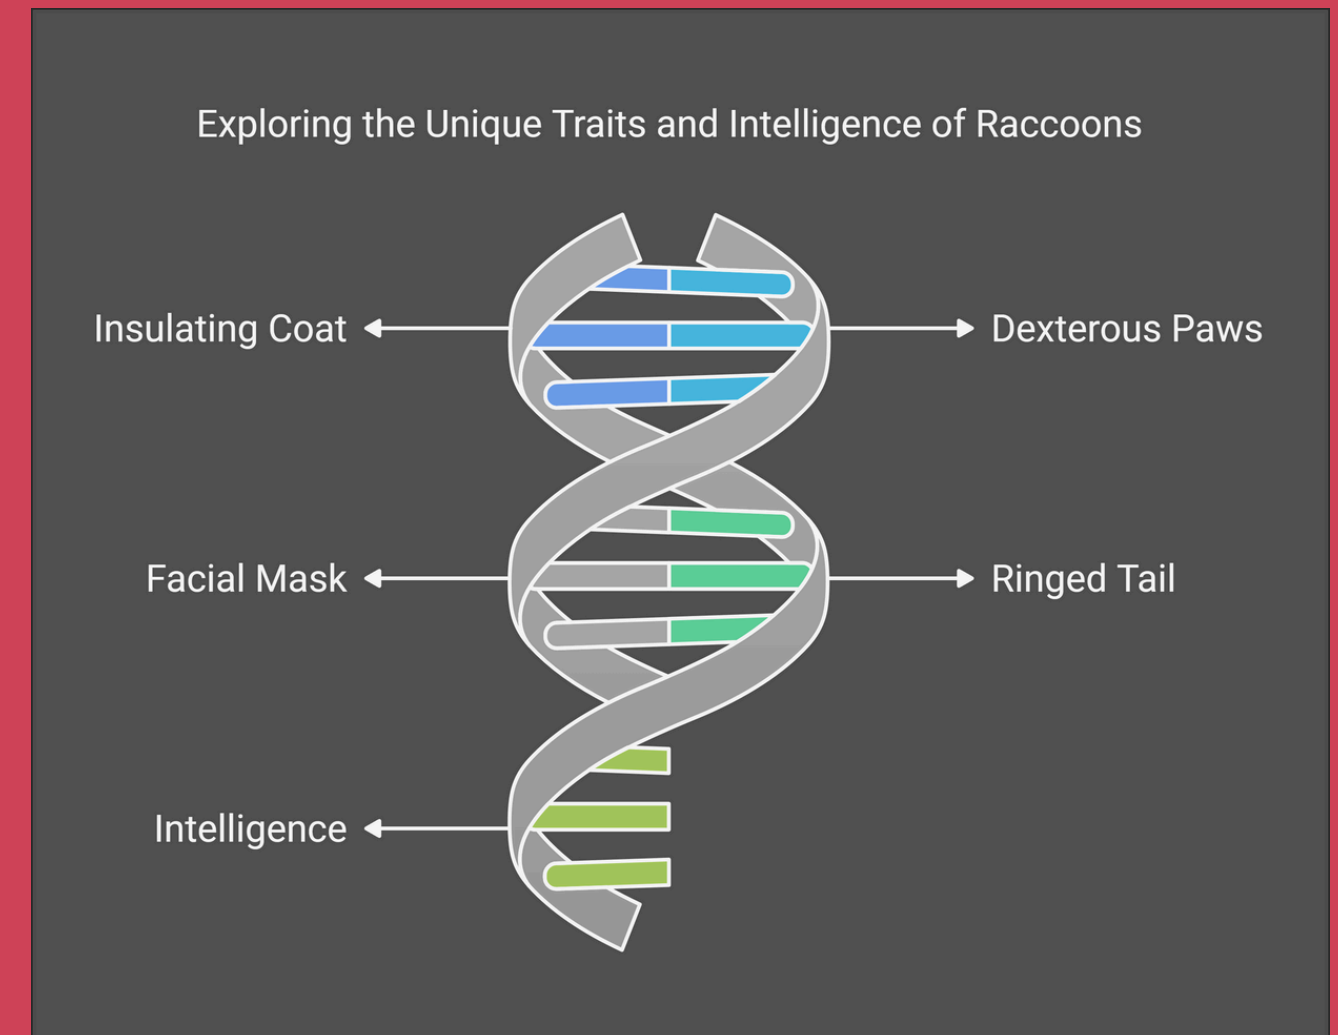 Exploring the Unique Traits and Intelligence of Raccoons
Insulating Coat
Dexterous Paws
Facial Mask
Ringed Tail
Intelligence